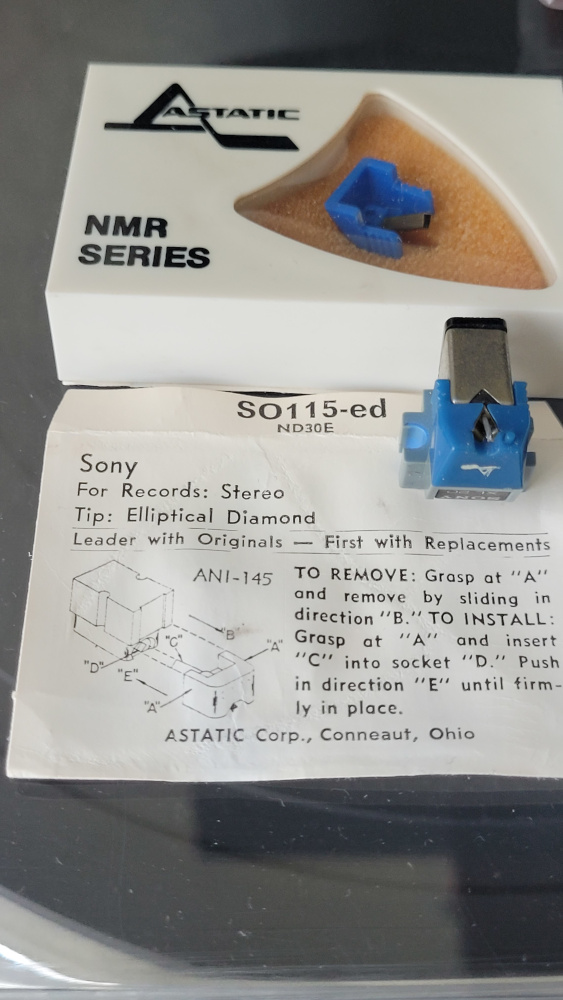 ASTATIC
NMR
SERIES
SO115-ed
ND30E
Sony
For Records: Stereo
Tip: Elliptical Diamond
Leader with Originals — First with Replacements
ANI-145
TO REMOVE: Grasp at "A"
and remove by sliding in
direction "B." TO INSTALL:
Grasp at "A" and insert
"C" into socket "D." Push
in direction "E" until firm-
ly in place.
"B"
"C"
"A"
"D"
"E"
"A"
ASTATIC Corp., Conneaut, Ohio
SONY